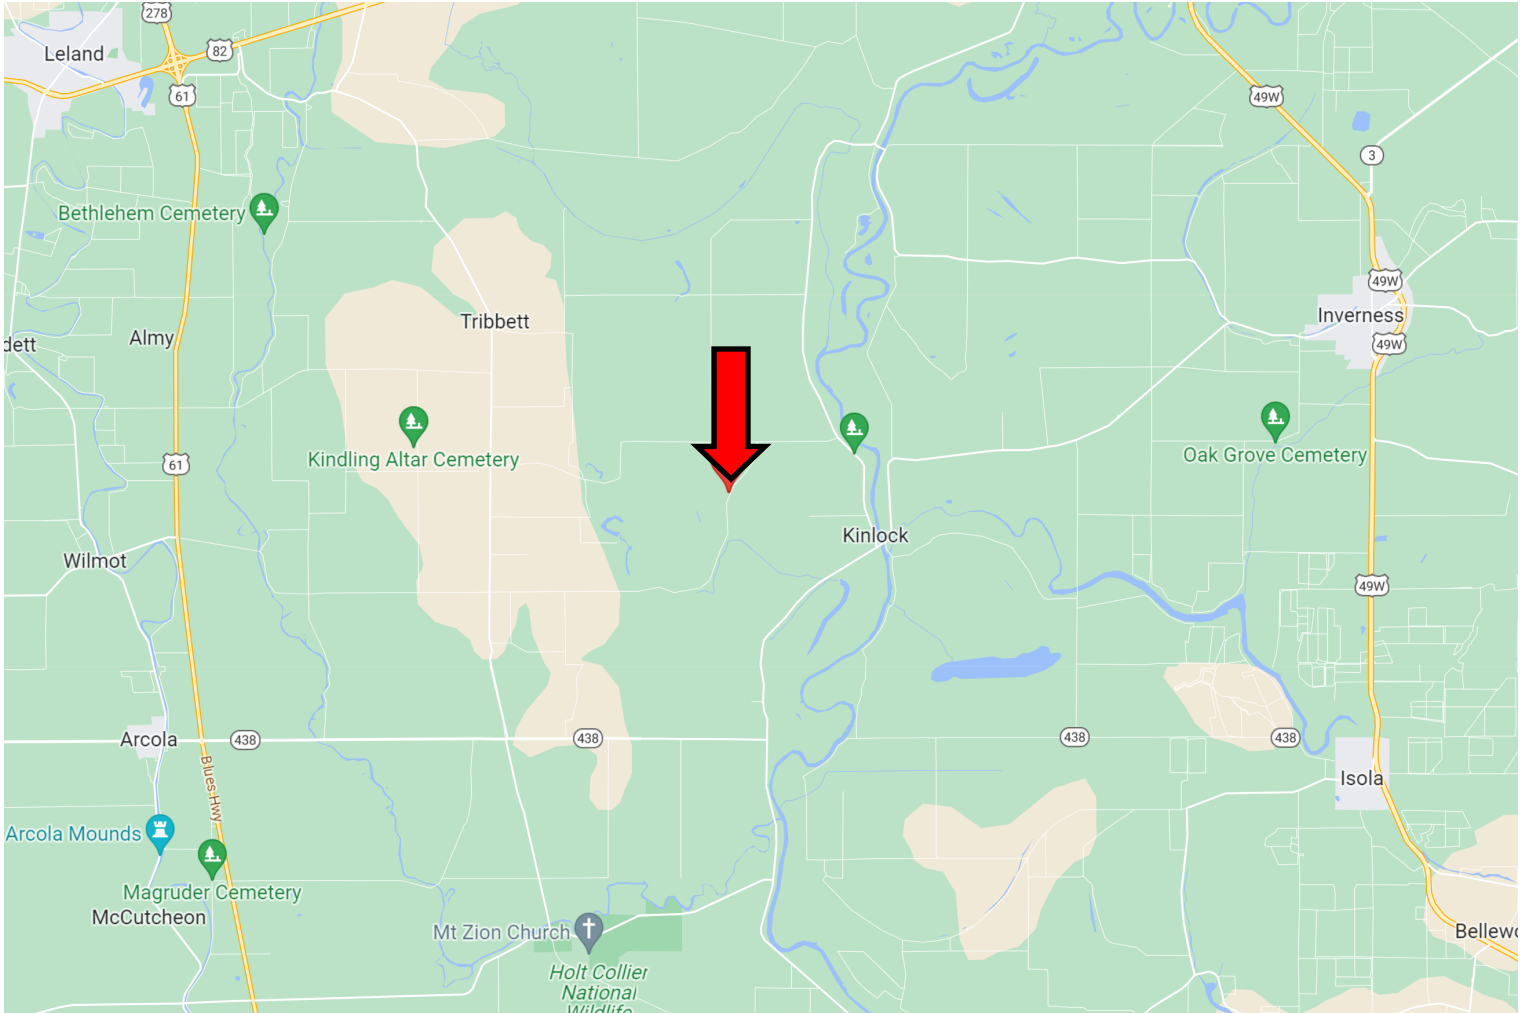 278
82
Leland
61
49W
3
Bethlehem Cemetery
49W
Inverness
Tribbett
Almy
dett
49W
Kindling Altar Cemetery
Oak Grove Cemetery
61
Kinlock
Wilmot
49W
Arcola
438
438
438
438
Blues Hwy
Isola
Arcola Mounds
Magruder Cemetery
McCutcheon
Mt Zion Church
Bellewo
Holt Collier
National
Wildlife